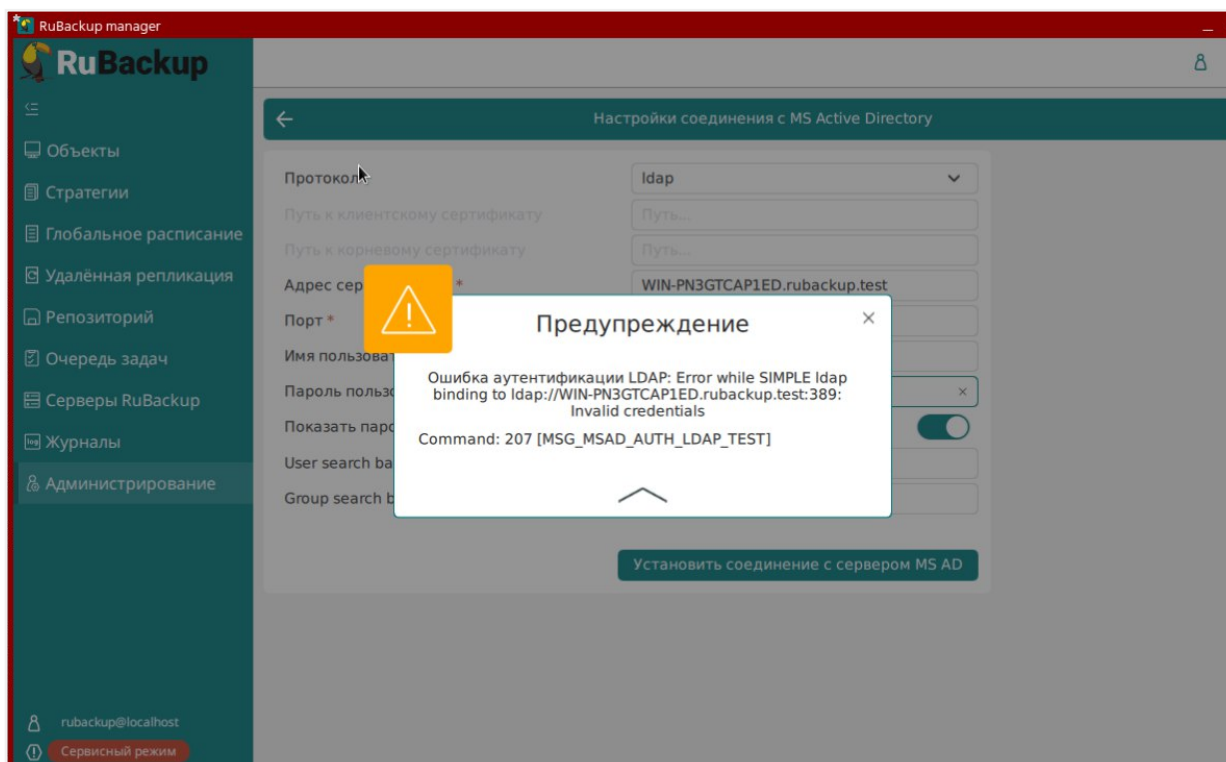 RuBackup manager
RuBackup
Настройки соединения с MS Active Directory
Объекты
Стратегии
Глобальное расписание
Удалённая репликация
Репозиторий
Очередь задач
Серверы RuBackup
log Журналы
Администрирование
rubackup@localhost
Сервисный режим
Протокол
ldap
Путь к клиентскому сертификату
Путь...
Путь к корневому сертификату
Путь...
Адрес сер *
WIN-PN3GTCAP1ED.rubackup.test
Порт *
Имя пользоват
Пароль пользо
Показать паро
User search ba
Group search b
Предупреждение
Ошибка аутентификации LDAP: Error while SIMPLE ldap
binding to ldap://WIN-PN3GTCAP1ED.rubackup.test:389:
Invalid credentials
Command: 207 [MSG_MSAD_AUTH_LDAP_TEST]
Установить соединение с сервером MS AD